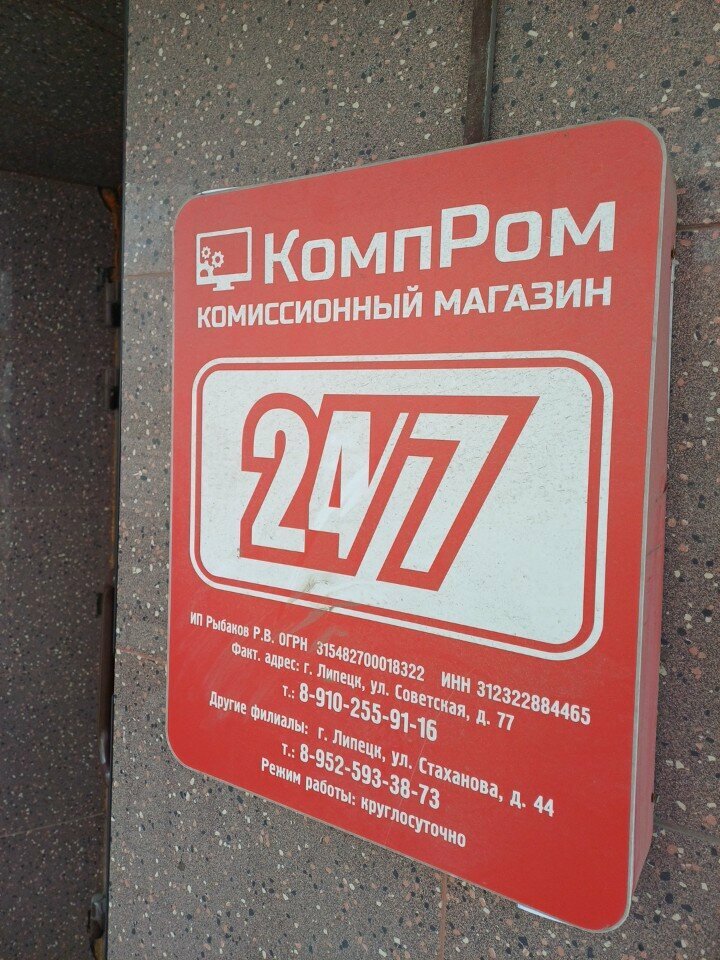 КомпРом
КОМИССИОННЫЙ МАГАЗИН
24/7
ИП Рыбаков Р.В. ОГРН 315482700018322 ИНН 312322884465
Факт. адрес: г. Липецк, ул. Советская, д. 77
т.: 8-910-255-91-16
Другие филиалы: г. Липецк, ул. Стаханова, д. 44
т.: 8-952-593-38-73
Режим работы: круглосуточно